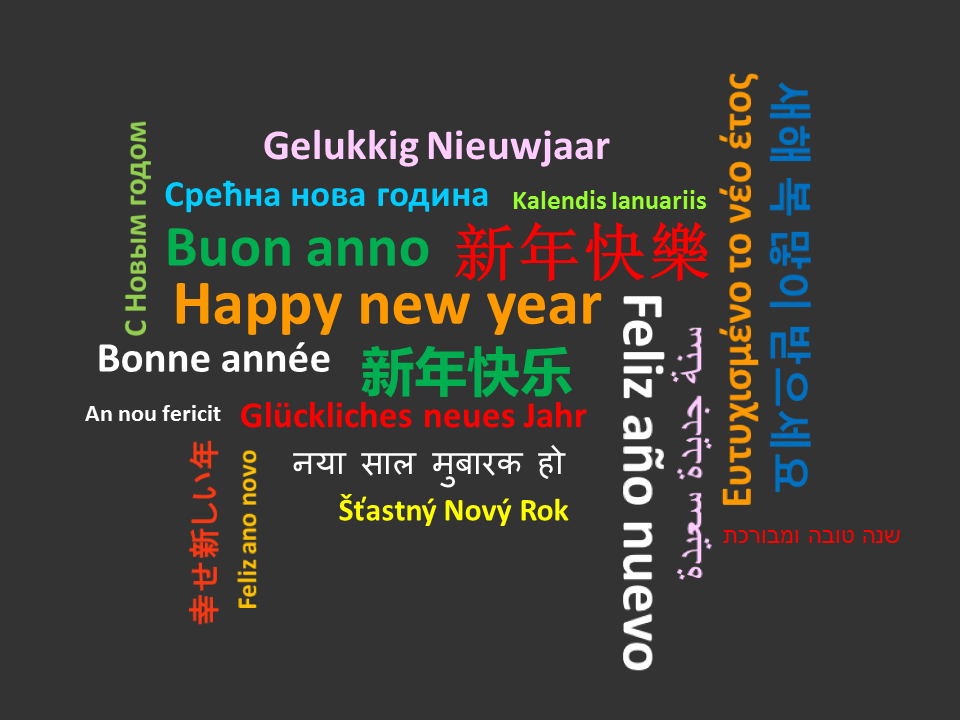 Gelukkig Nieuwjaar
Срећна нова година
Kalendis Ianuariis
С Новым годом
Buon anno
新年快樂
Happy new year
Bonne année
新年快乐
An nou fericit
Glückliches neues Jahr
नया साल मुबारक हो
Šťastný Nový Rok
幸せ新しい年
Feliz ano novo
Feliz año nuevo
سنة جديدة سعيدة
Ευτυχισμένο το νέο έτος
새해 복 많이 받으세요
שנה טובה ומבורכת